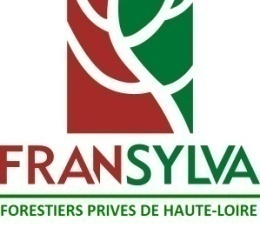 FRANSYLVA
FORESTIERS PRIVES DE HAUTE-LOIRE